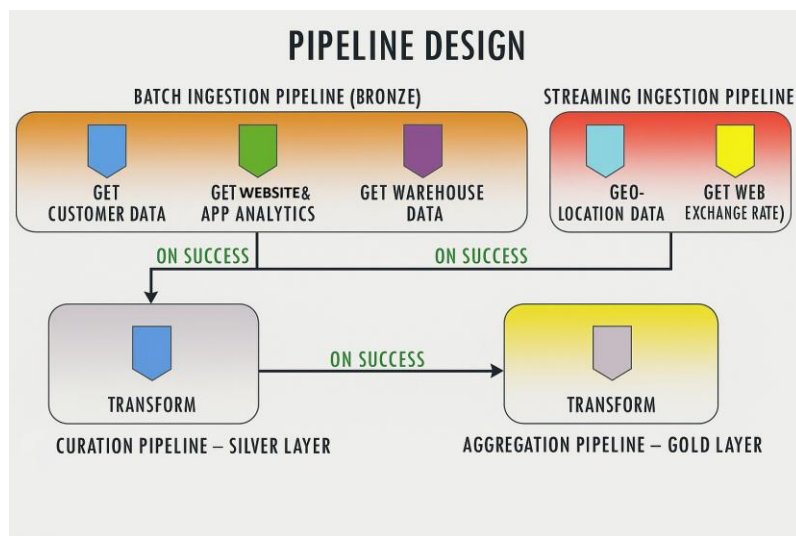 PIPELINE DESIGN
BATCH INGESTION PIPELINE (BRONZE)
STREAMING INGESTION PIPELINE
GET
CUSTOMER DATA
GET WEBSITE &
APP ANALYTICS
GET WAREHOUSE
DATA
GEO-
LOCATION DATA
GET WEB
EXCHANGE RATE)
ON SUCCESS
ON SUCCESS
TRANSFORM
CURATION PIPELINE – SILVER LAYER
ON SUCCESS
TRANSFORM
AGGREGATION PIPELINE – GOLD LAYER